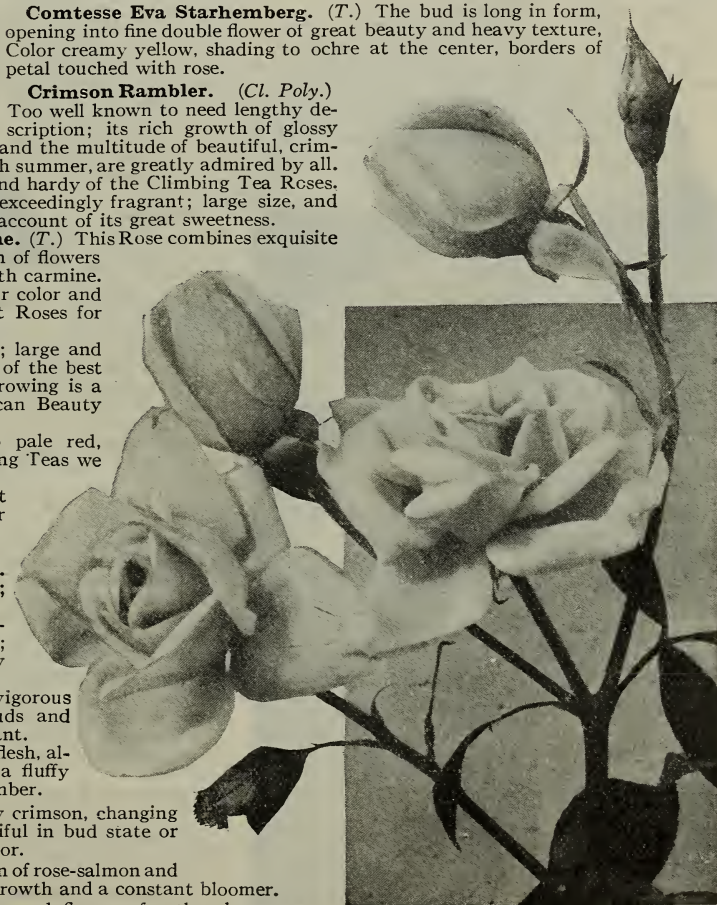 Comtesse Eva Starhemberg. (T.) The bud is long in form,
opening into fine double flower of great beauty and heavy texture,
Color creamy yellow, shading to ochre at the center, borders of
petal touched with rose.
Crimson Rambler. (Cl. Poly.)
Too well known to need lengthy de-
scription; its rich growth of glossy
and the multitude of beautiful, crim-
h summer, are greatly admired by all.
nd hardy of the Climbing Tea Roses.
exceedingly fragrant; large size, and
account of its great sweetness.
ne. (T.) This Rose combines exquisite
n of flowers
th carmine.
r color and
t Roses for
; large and
of the best
rowing is a
can Beauty
pale red,
ng Teas we
t
r
;
-
;
y
vigorous
ds and
nt.
flesh, al-
a fluffy
mber.
y crimson, changing
iful in bud state or
or.
n of rose-salmon and
rowth and a constant bloomer.